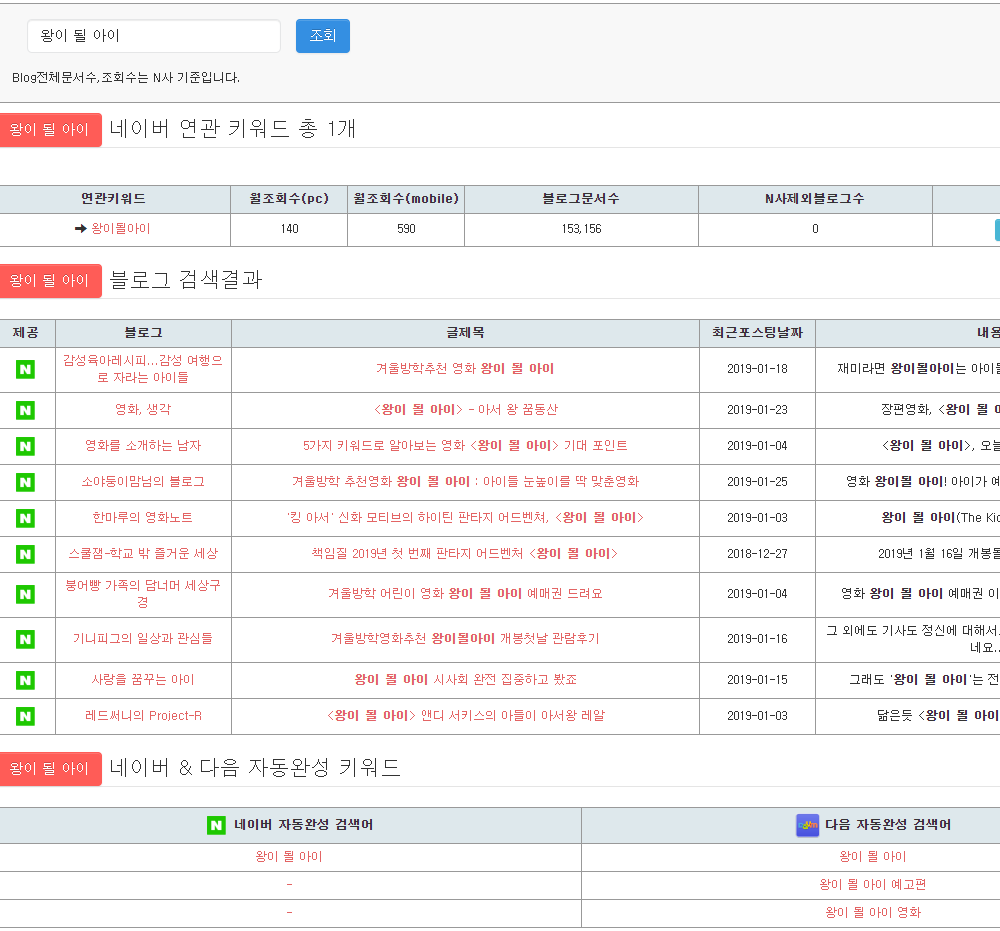 왕이 될 아이 조회
Blog전체문서수,조회수는 N사 기준입니다.
왕이 될 아이 네이버 연관 키워드 총 1개
연관키워드 월조회수(pc) 월조회수(mobile) 블로그문서수 N사제외블로그수
➡ 왕이될아이 140 590 153,156 0
왕이 될 아이 블로그 검색결과
제공 블로그 글제목 최근포스팅날짜 내용
N 감성육아레시피...감성 여행으로 자라는 아이들 겨울방학추천 영화 왕이 될 아이 2019-01-18 재미라면 왕이될아이는 아이들
N 영화, 생각 <왕이 될 아이> - 아서 왕 꿈동산 2019-01-23 장편영화, <왕이 될
N 영화를 소개하는 남자 5가지 키워드로 알아보는 영화 <왕이 될 아이> 기대 포인트 2019-01-04 <왕이 될 아이>, 오늘
N 소야둥이맘님의 블로그 겨울방학 추천영화 왕이 될 아이 : 아이들 눈높이를 딱 맞춘영화 2019-01-25 영화 왕이될 아이! 아이가
N 한마루의 영화노트 '킹 아서' 신화 모티브의 하이틴 판타지 어드벤쳐, <왕이 될 아이> 2019-01-03 왕이 될 아이(The Kid
N 스쿨잼-학교 밖 즐거운 세상 책임질 2019년 첫 번째 판타지 어드벤처 <왕이 될 아이> 2018-12-27 2019년 1월 16일 개봉될
N 붕어빵 가족의 담너머 세상구경 겨울방학 어린이 영화 왕이 될 아이 예매권 드려요 2019-01-04 영화 왕이 될 아이 예매권 이
N 기니피그의 일상과 관심들 겨울방학영화추천 왕이될아이 개봉첫날 관람후기 2019-01-16 그 외에도 기사도 정신에 대해서.
네요..
N 사랑을 꿈꾸는 아이 왕이 될 아이 시사회 완전 집중하고 봤죠 2019-01-15 그래도 '왕이 될 아이'는 전
N 레드써니의 Project-R <왕이 될 아이> 앤디 서키스의 아들이 아서왕 레알 2019-01-03 닮은듯 <왕이 될 아이
왕이 될 아이 네이버 & 다음 자동완성 키워드
N 네이버 자동완성 검색어 Daum 다음 자동완성 검색어
왕이 될 아이 왕이 될 아이
- 왕이 될 아이 예고편
- 왕이 될 아이 영화